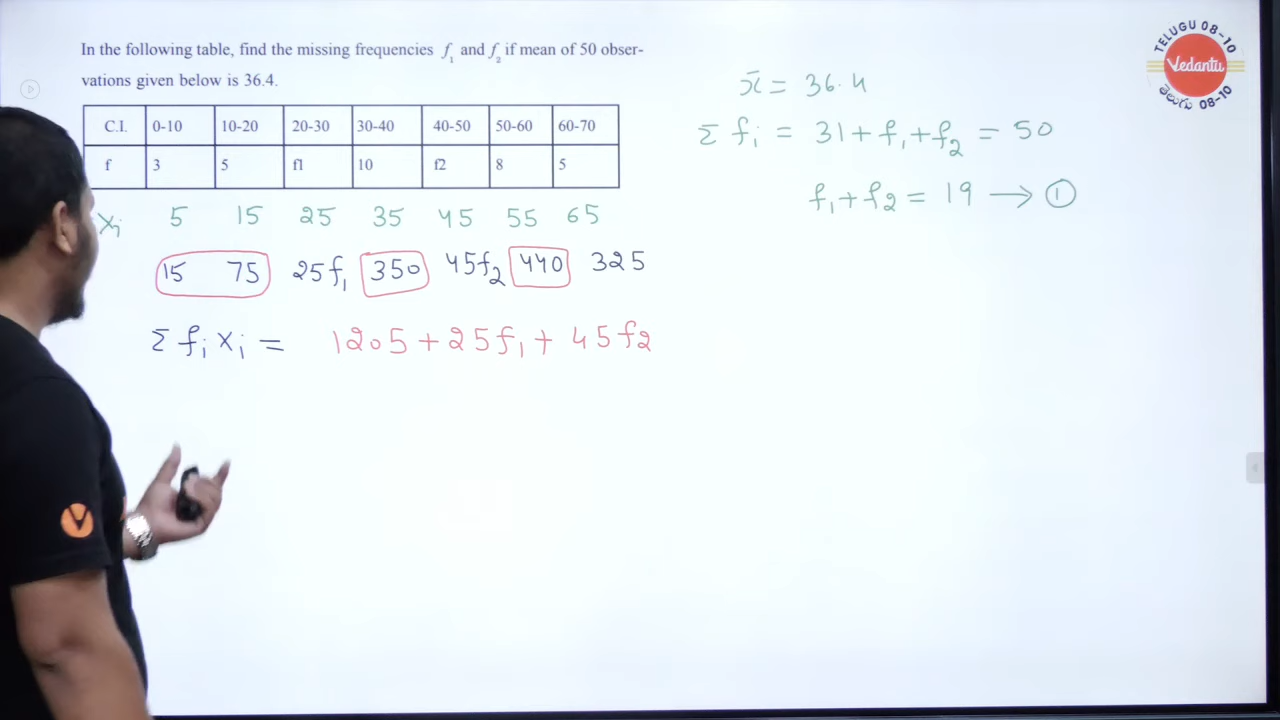 In the following table, find the missing frequencies f₁ and f₂ if mean of 50 obser-
vations given below is 36.4.
C.I. 0-10 10-20 20-30 30-40 40-50 50-60 60-70
f 3 5 f1 10 f2 8 5
xᵢ 5 15 25 35 45 55 65
15 75 25f₁ 350 45f₂ 440 325
Σ fᵢ xᵢ = 1205 + 25f₁ + 45f₂
x̄ = 36.4
Σ fᵢ = 31 + f₁ + f₂ = 50
f₁ + f₂ = 19 → ①
TELUGU 08-10
Vedantu
తెలుగు 08-10